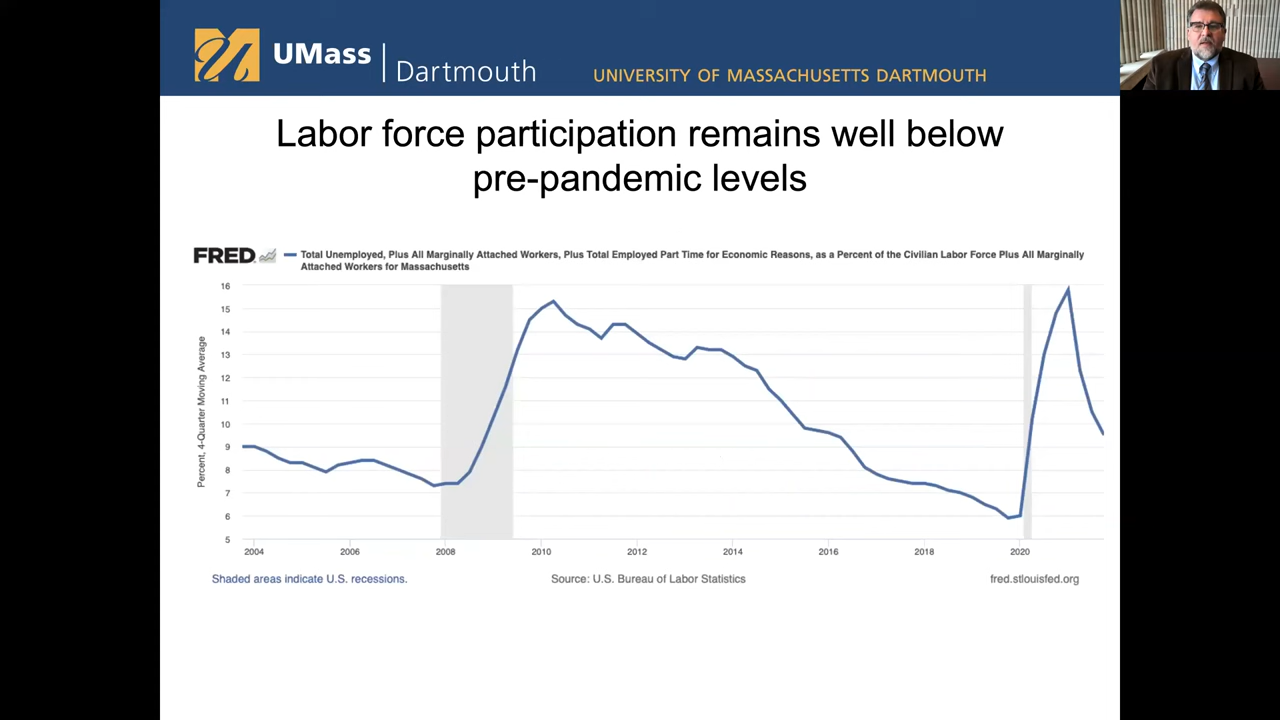 UMass
Dartmouth
UNIVERSITY OF MASSACHUSETTS DARTMOUTH
Labor force participation remains well below
pre-pandemic levels
FRED
Total Unemployed, Plus All Marginally Attached Workers, Plus Total Employed Part Time for Economic Reasons, as a Percent of the Civilian Labor Force Plus All Marginally
Attached Workers for Massachusetts
Percent, 4-Quarter Moving Average
16
15
14
13
12
11
10
9
8
7
6
5
2004 2006 2008 2010 2012 2014 2016 2018 2020
Shaded areas indicate U.S. recessions. Source: U.S. Bureau of Labor Statistics fred.stlouisfed.org